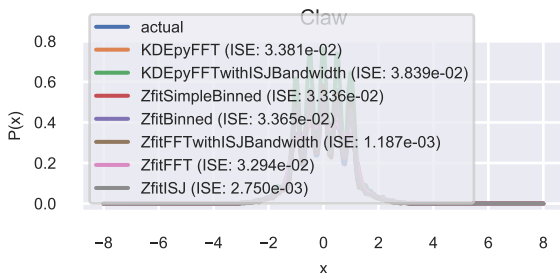 Claw
actual
KDEpyFFT (ISE: 3.381e-02)
KDEpyFFTwithISJBandwidth (ISE: 3.839e-02)
ZfitSimpleBinned (ISE: 3.336e-02)
ZfitBinned (ISE: 3.365e-02)
ZfitFFTwithISJBandwidth (ISE: 1.187e-03)
ZfitFFT (ISE: 3.294e-02)
ZfitISJ (ISE: 2.750e-03)
P(x)
0.8
0.6
0.4
0.2
0.0
−8 −6 −4 −2 0 2 4 6 8
x